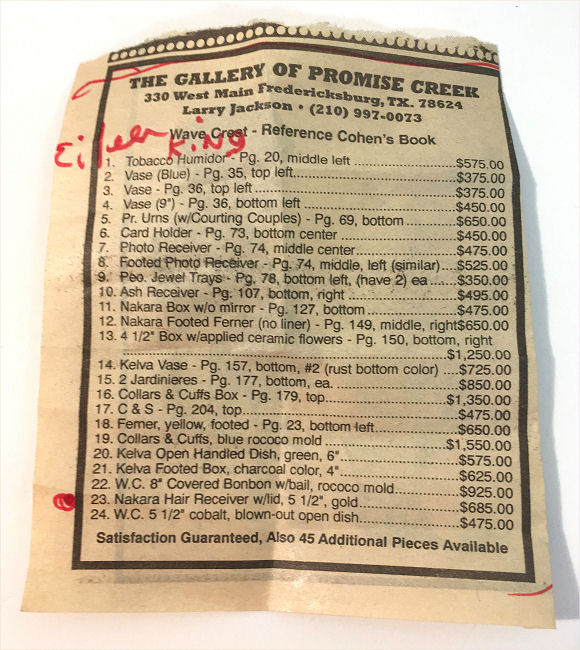 THE GALLERY OF PROMISE CREEK
330 West Main Fredericksburg, TX. 78624
Larry Jackson • (210) 997-0073
Eileen King
Wave Crest - Reference Cohen's Book
1. Tobacco Humidor - Pg. 20, middle left ....................$575.00
2. Vase (Blue) - Pg. 35, top left....................$375.00
3. Vase - Pg. 36, top left....................$375.00
4. Vase (9") - Pg. 36, bottom left....................$450.00
5. Pr. Urns (w/Courting Couples) - Pg. 69, bottom ..........$650.00
6. Card Holder - Pg. 73, bottom center ....................$450.00
7. Photo Receiver - Pg. 74, middle center....................$475.00
8. Footed Photo Receiver - Pg. 74, middle, left (similar)....$525.00
9. Peo. Jewel Trays - Pg. 78, bottom left, (have 2) ea ......$350.00
10. Ash Receiver - Pg. 107, bottom, right ....................$495.00
11. Nakara Box w/o mirror - Pg. 127, bottom ....................$475.00
12. Nakara Footed Ferner (no liner) - Pg. 149, middle, right$650.00
13. 4 1/2" Box w/applied ceramic flowers - Pg. 150, bottom, right
....................$1,250.00
14. Kelva Vase - Pg. 157, bottom, #2 (rust bottom color) ....$725.00
15. 2 Jardinieres - Pg. 177, bottom, ea. ....................$850.00
16. Collars & Cuffs Box - Pg. 179, top....................$1,350.00
17. C & S - Pg. 204, top....................$475.00
18. Ferner, yellow, footed - Pg. 23, bottom left....................$650.00
19. Collars & Cuffs, blue rococo mold ....................$1,550.00
20. Kelva Open Handled Dish, green, 6"....................$575.00
21. Kelva Footed Box, charcoal color, 4"....................$625.00
22. W.C. 8" Covered Bonbon w/bail, rococo mold..........$925.00
23. Nakara Hair Receiver w/lid, 5 1/2", gold....................$685.00
24. W.C. 5 1/2" cobalt, blown-out open dish....................$475.00
Satisfaction Guaranteed, Also 45 Additional Pieces Available